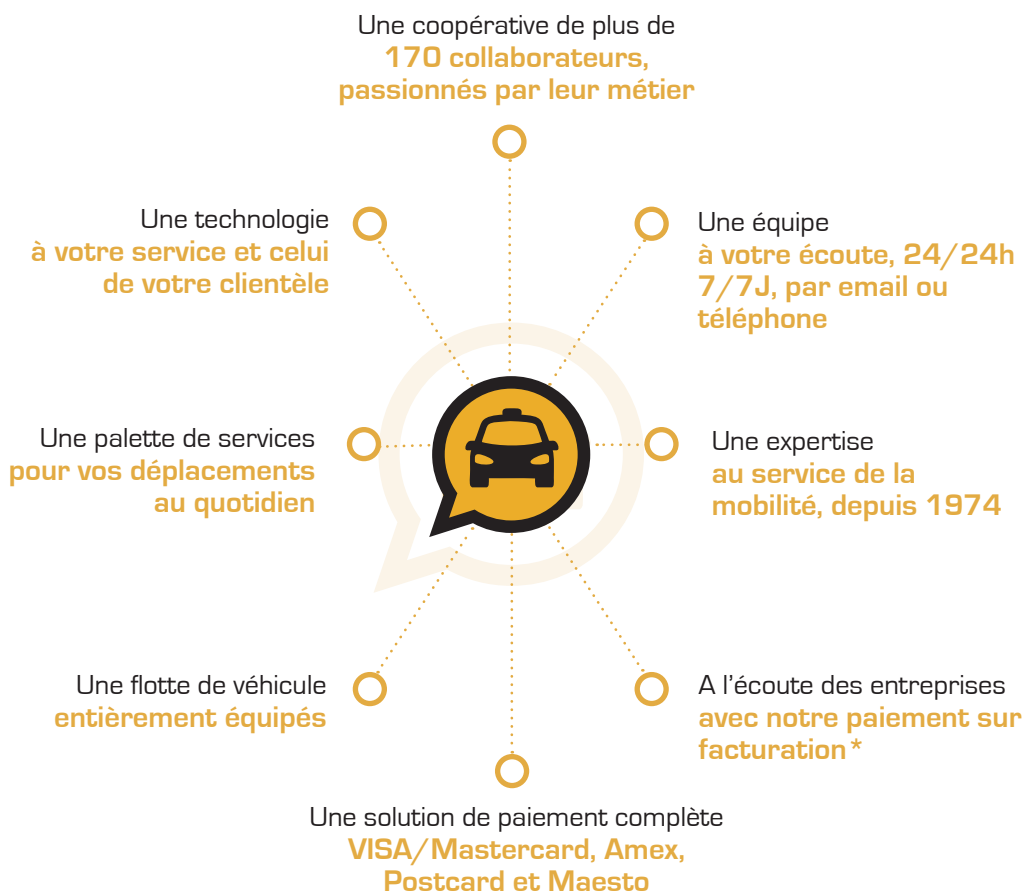 Une coopérative de plus de
170 collaborateurs,
passionnés par leur métier
Une technologie
à votre service et celui
de votre clientèle
Une équipe
à votre écoute, 24/24h
7/7J, par email ou
téléphone
Une palette de services
pour vos déplacements
au quotidien
Une expertise
au service de la
mobilité, depuis 1974
Une flotte de véhicule
entièrement équipés
A l'écoute des entreprises
avec notre paiement sur
facturation*
Une solution de paiement complète
VISA/Mastercard, Amex,
Postcard et Maesto